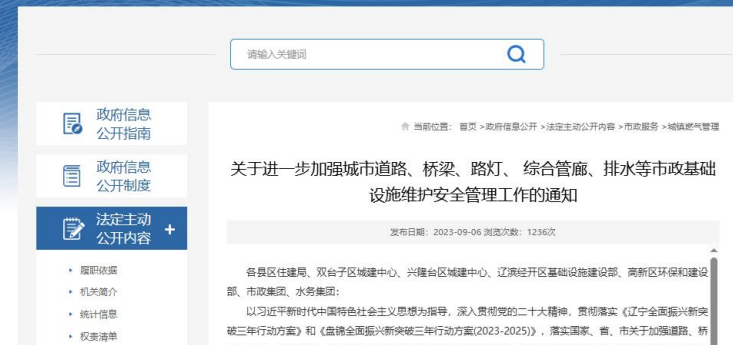 请输入关键词
政府信息
公开指南
政府信息
公开制度
法定主动
公开内容
+
履职依据
机关简介
统计信息
权责清单
当前位置： 首页 >政府信息公开 >法定主动公开内容 >市政服务 >城镇燃气管理
关于进一步加强城市道路、桥梁、路灯、 综合管廊、排水等市政基础
设施维护安全管理工作的通知
发布日期：2023-09-06 浏览次数：1236次
各县区住建局、双台子区城建中心、兴隆台区城建中心、辽滨经开区基础设施建设部、高新区环保和建设
部、市政集团、水务集团：
以习近平新时代中国特色社会主义思想为指导，深入贯彻党的二十大精神，贯彻落实《辽宁全面振兴新突
破三年行动方案》和《盘锦全面振兴新突破三年行动方案(2023-2025)》，落实国家、省、市关于加强道路、桥